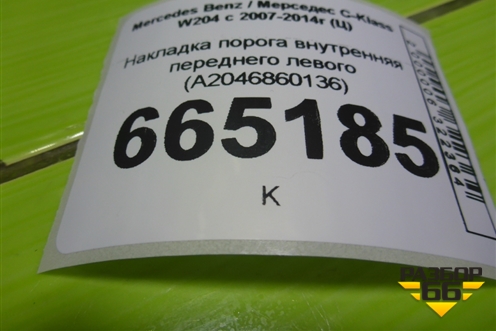 Mercedes Benz / Мерседес C-Klass
W204 с 2007-2014г (Ц)
Накладка порога внутренняя
переднего левого
(A2046860136)
665185
К
РАЗБОР
66